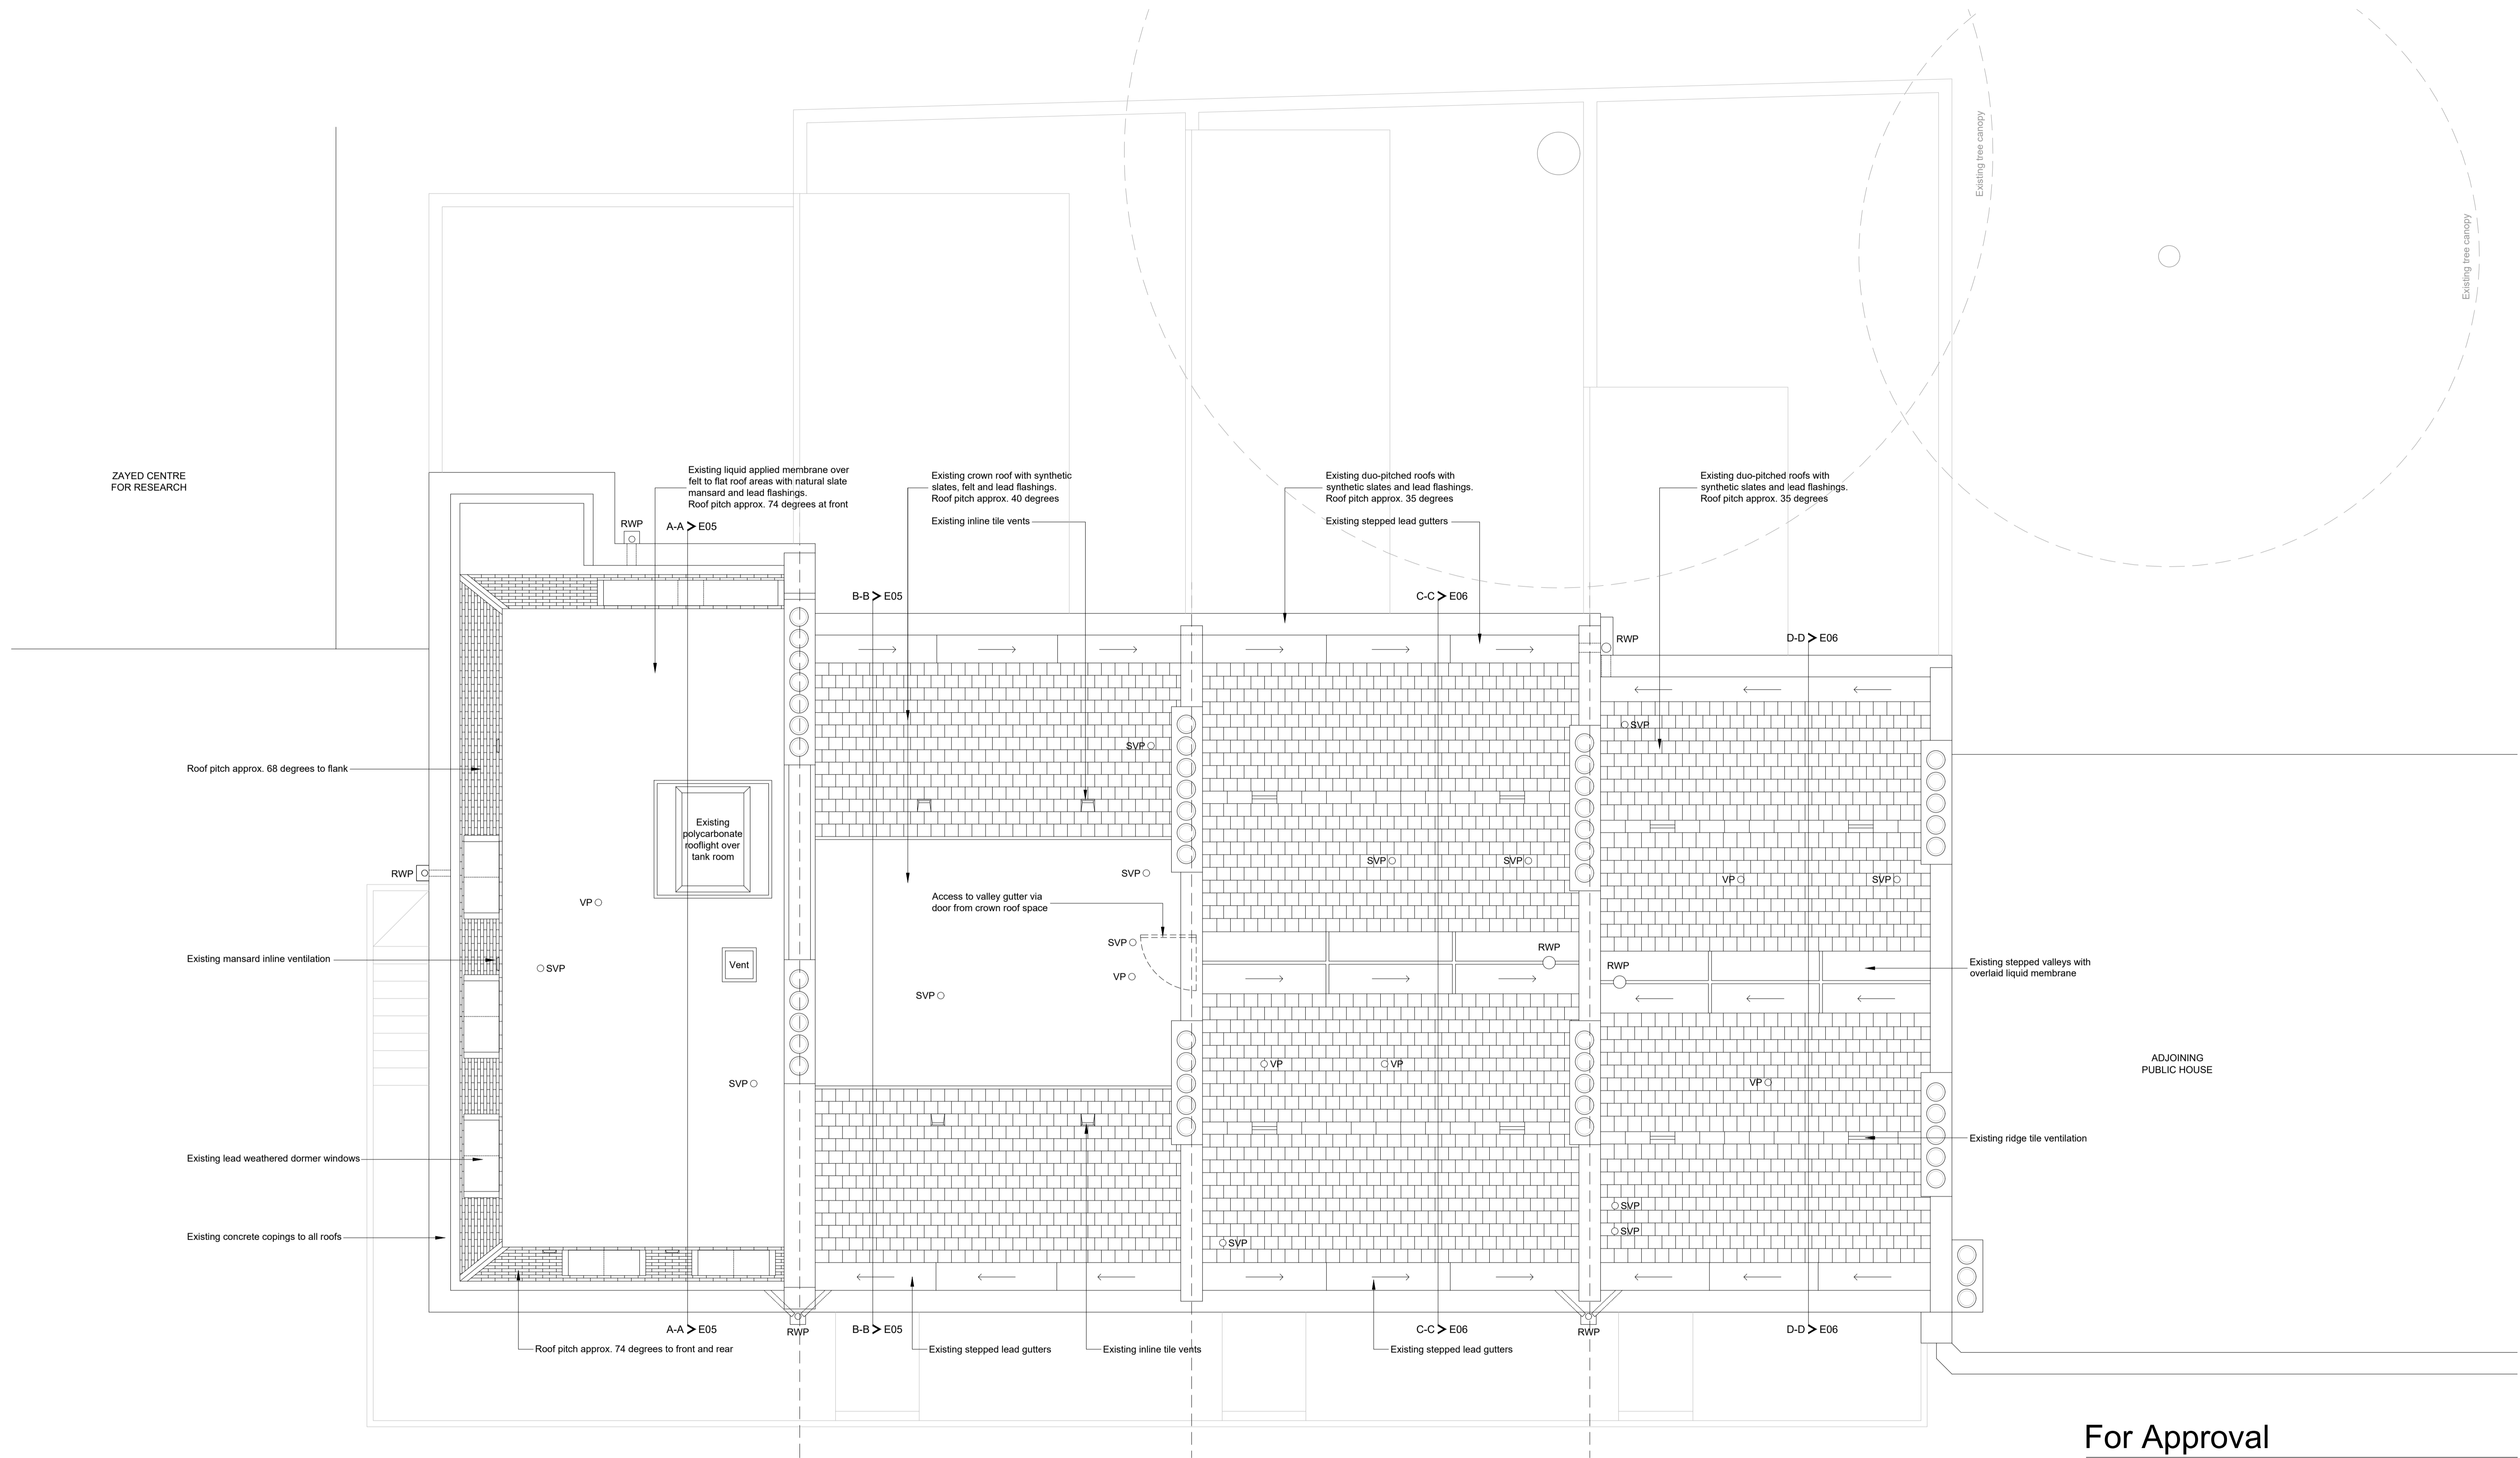 Existing tree canopy
Existing tree canopy
ZAYED CENTRE
FOR RESEARCH
Existing liquid applied membrane over
felt to flat roof areas with natural slate
mansard and lead flashings.
Roof pitch approx. 74 degrees at front
Existing crown roof with synthetic
slates, felt and lead flashings.
Roof pitch approx. 40 degrees
Existing inline tile vents
Existing duo-pitched roofs with
synthetic slates and lead flashings.
Roof pitch approx. 35 degrees
Existing stepped lead gutters
Existing duo-pitched roofs with
synthetic slates and lead flashings.
Roof pitch approx. 35 degrees
RWP
A-A > E05
B-B > E05
C-C > E06
D-D > E06
RWP
SVP
SVP
Roof pitch approx. 68 degrees to flank
Existing
polycarbonate
rooflight over
tank room
RWP
SVP
SVP
SVP
VP
SVP
VP
Access to valley gutter via
door from crown roof space
SVP
RWP
Existing mansard inline ventilation
SVP
Vent
VP
RWP
Existing stepped valleys with
overlaid liquid membrane
SVP
VP
VP
SVP
VP
ADJOINING
PUBLIC HOUSE
Existing lead weathered dormer windows
Existing ridge tile ventilation
SVP
SVP
Existing concrete copings to all roofs
SVP
A-A > E05
RWP
B-B > E05
C-C > E06
RWP
D-D > E06
Roof pitch approx. 74 degrees to front and rear
Existing stepped lead gutters
Existing inline tile vents
Existing stepped lead gutters
For Approval